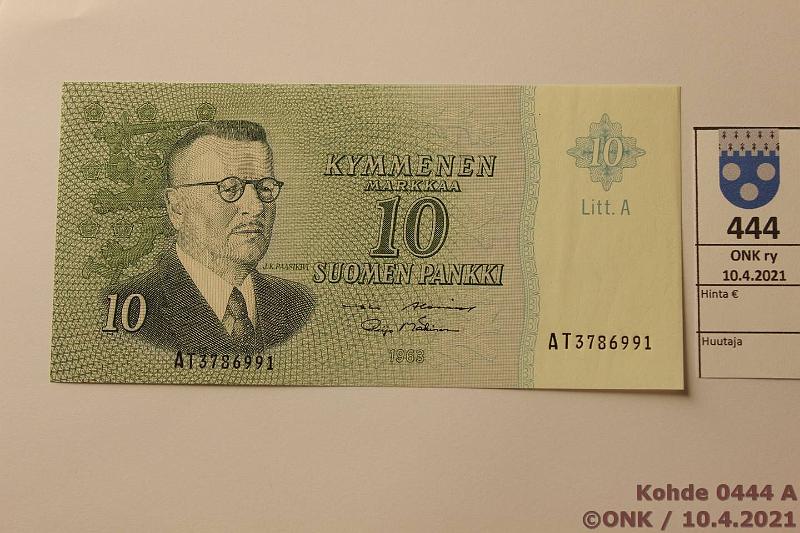 KYMMENEN
MARKKAA
10
SUOMEN PANKKI
J.K. PAASIKIVI
10
AT3786991
1963
10
Litt. A
AT3786991
444
ONK ry
10.4.2021
Hinta €
Huutaja
Kohde 0444 A
©ONK / 10.4.2021